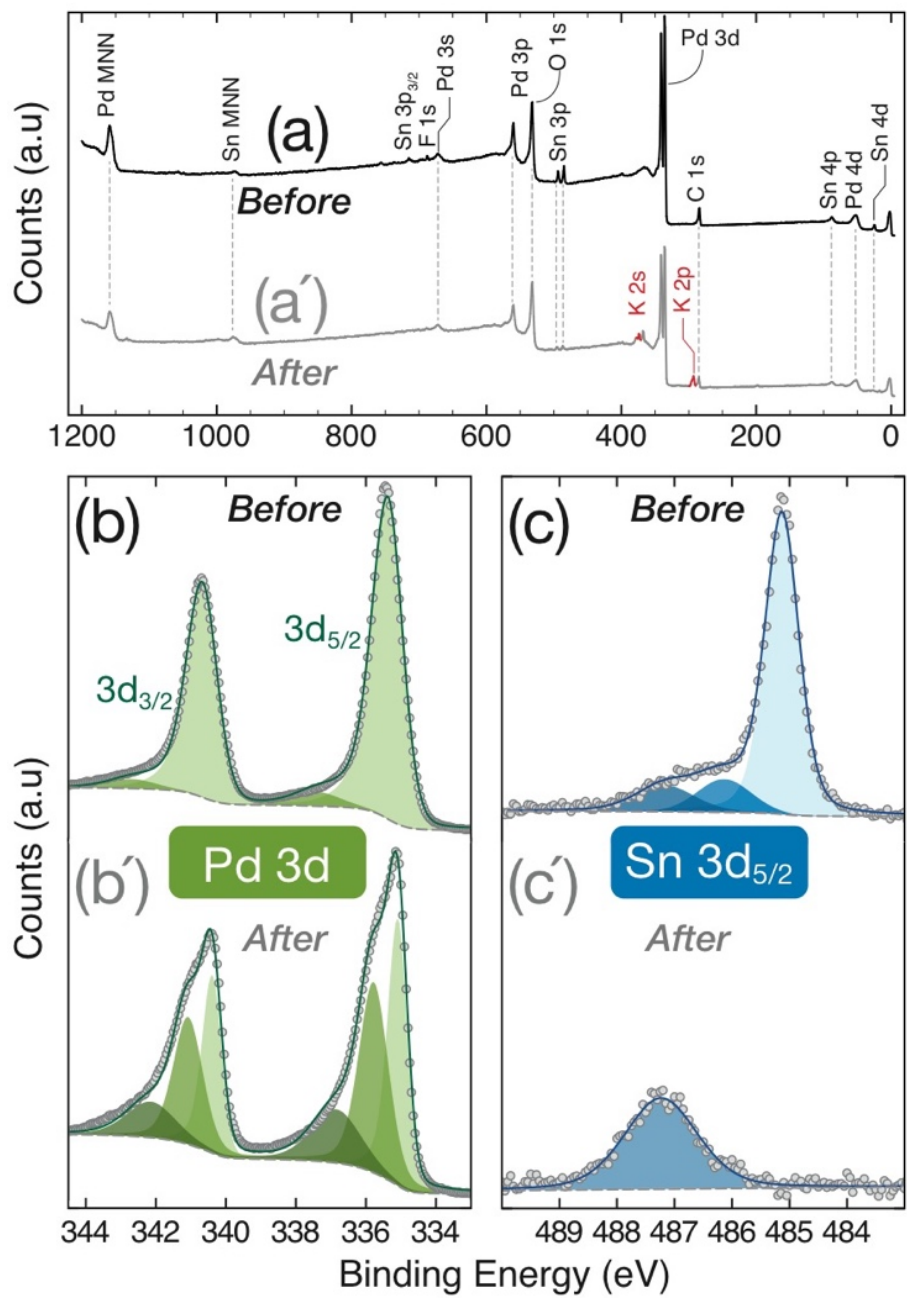 Counts (a.u)
Pd MNN
Sn MNN
Sn 3p3/2
F 1s
Pd 3s
Pd 3p
O 1s
Sn 3p
Pd 3d
C 1s
Sn 4p
Pd 4d
Sn 4d
(a)
Before
(a′)
After
K 2s
K 2p
1200 1000 800 600 400 200 0
(b) Before
3d5/2
3d3/2
(c) Before
Counts (a.u)
Pd 3d
Sn 3d5/2
(b′) After
(c′) After
344 342 340 338 336 334
489 488 487 486 485 484
Binding Energy (eV)